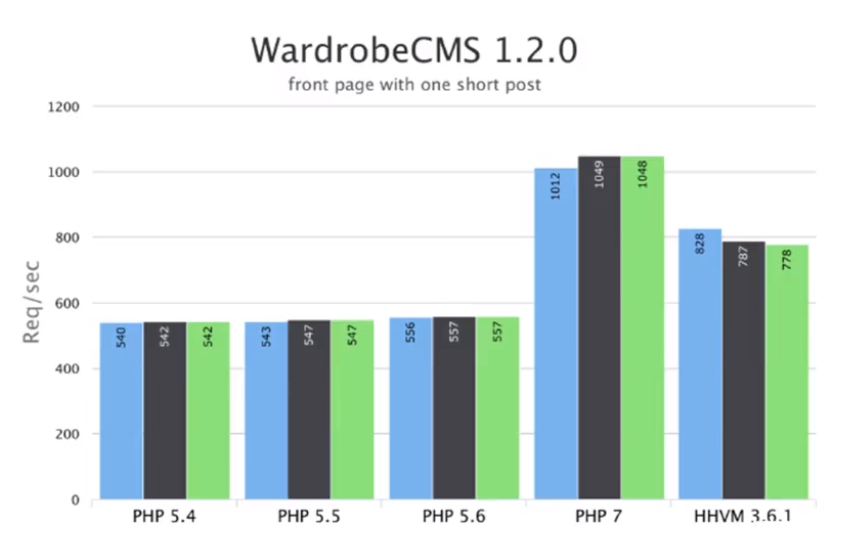 WardrobeCMS 1.2.0
front page with one short post
1200
1000
800
600
400
200
0
Req/sec
540
542
542
543
547
547
556
557
557
1012
1049
1048
828
787
778
PHP 5.4
PHP 5.5
PHP 5.6
PHP 7
HHVM 3.6.1